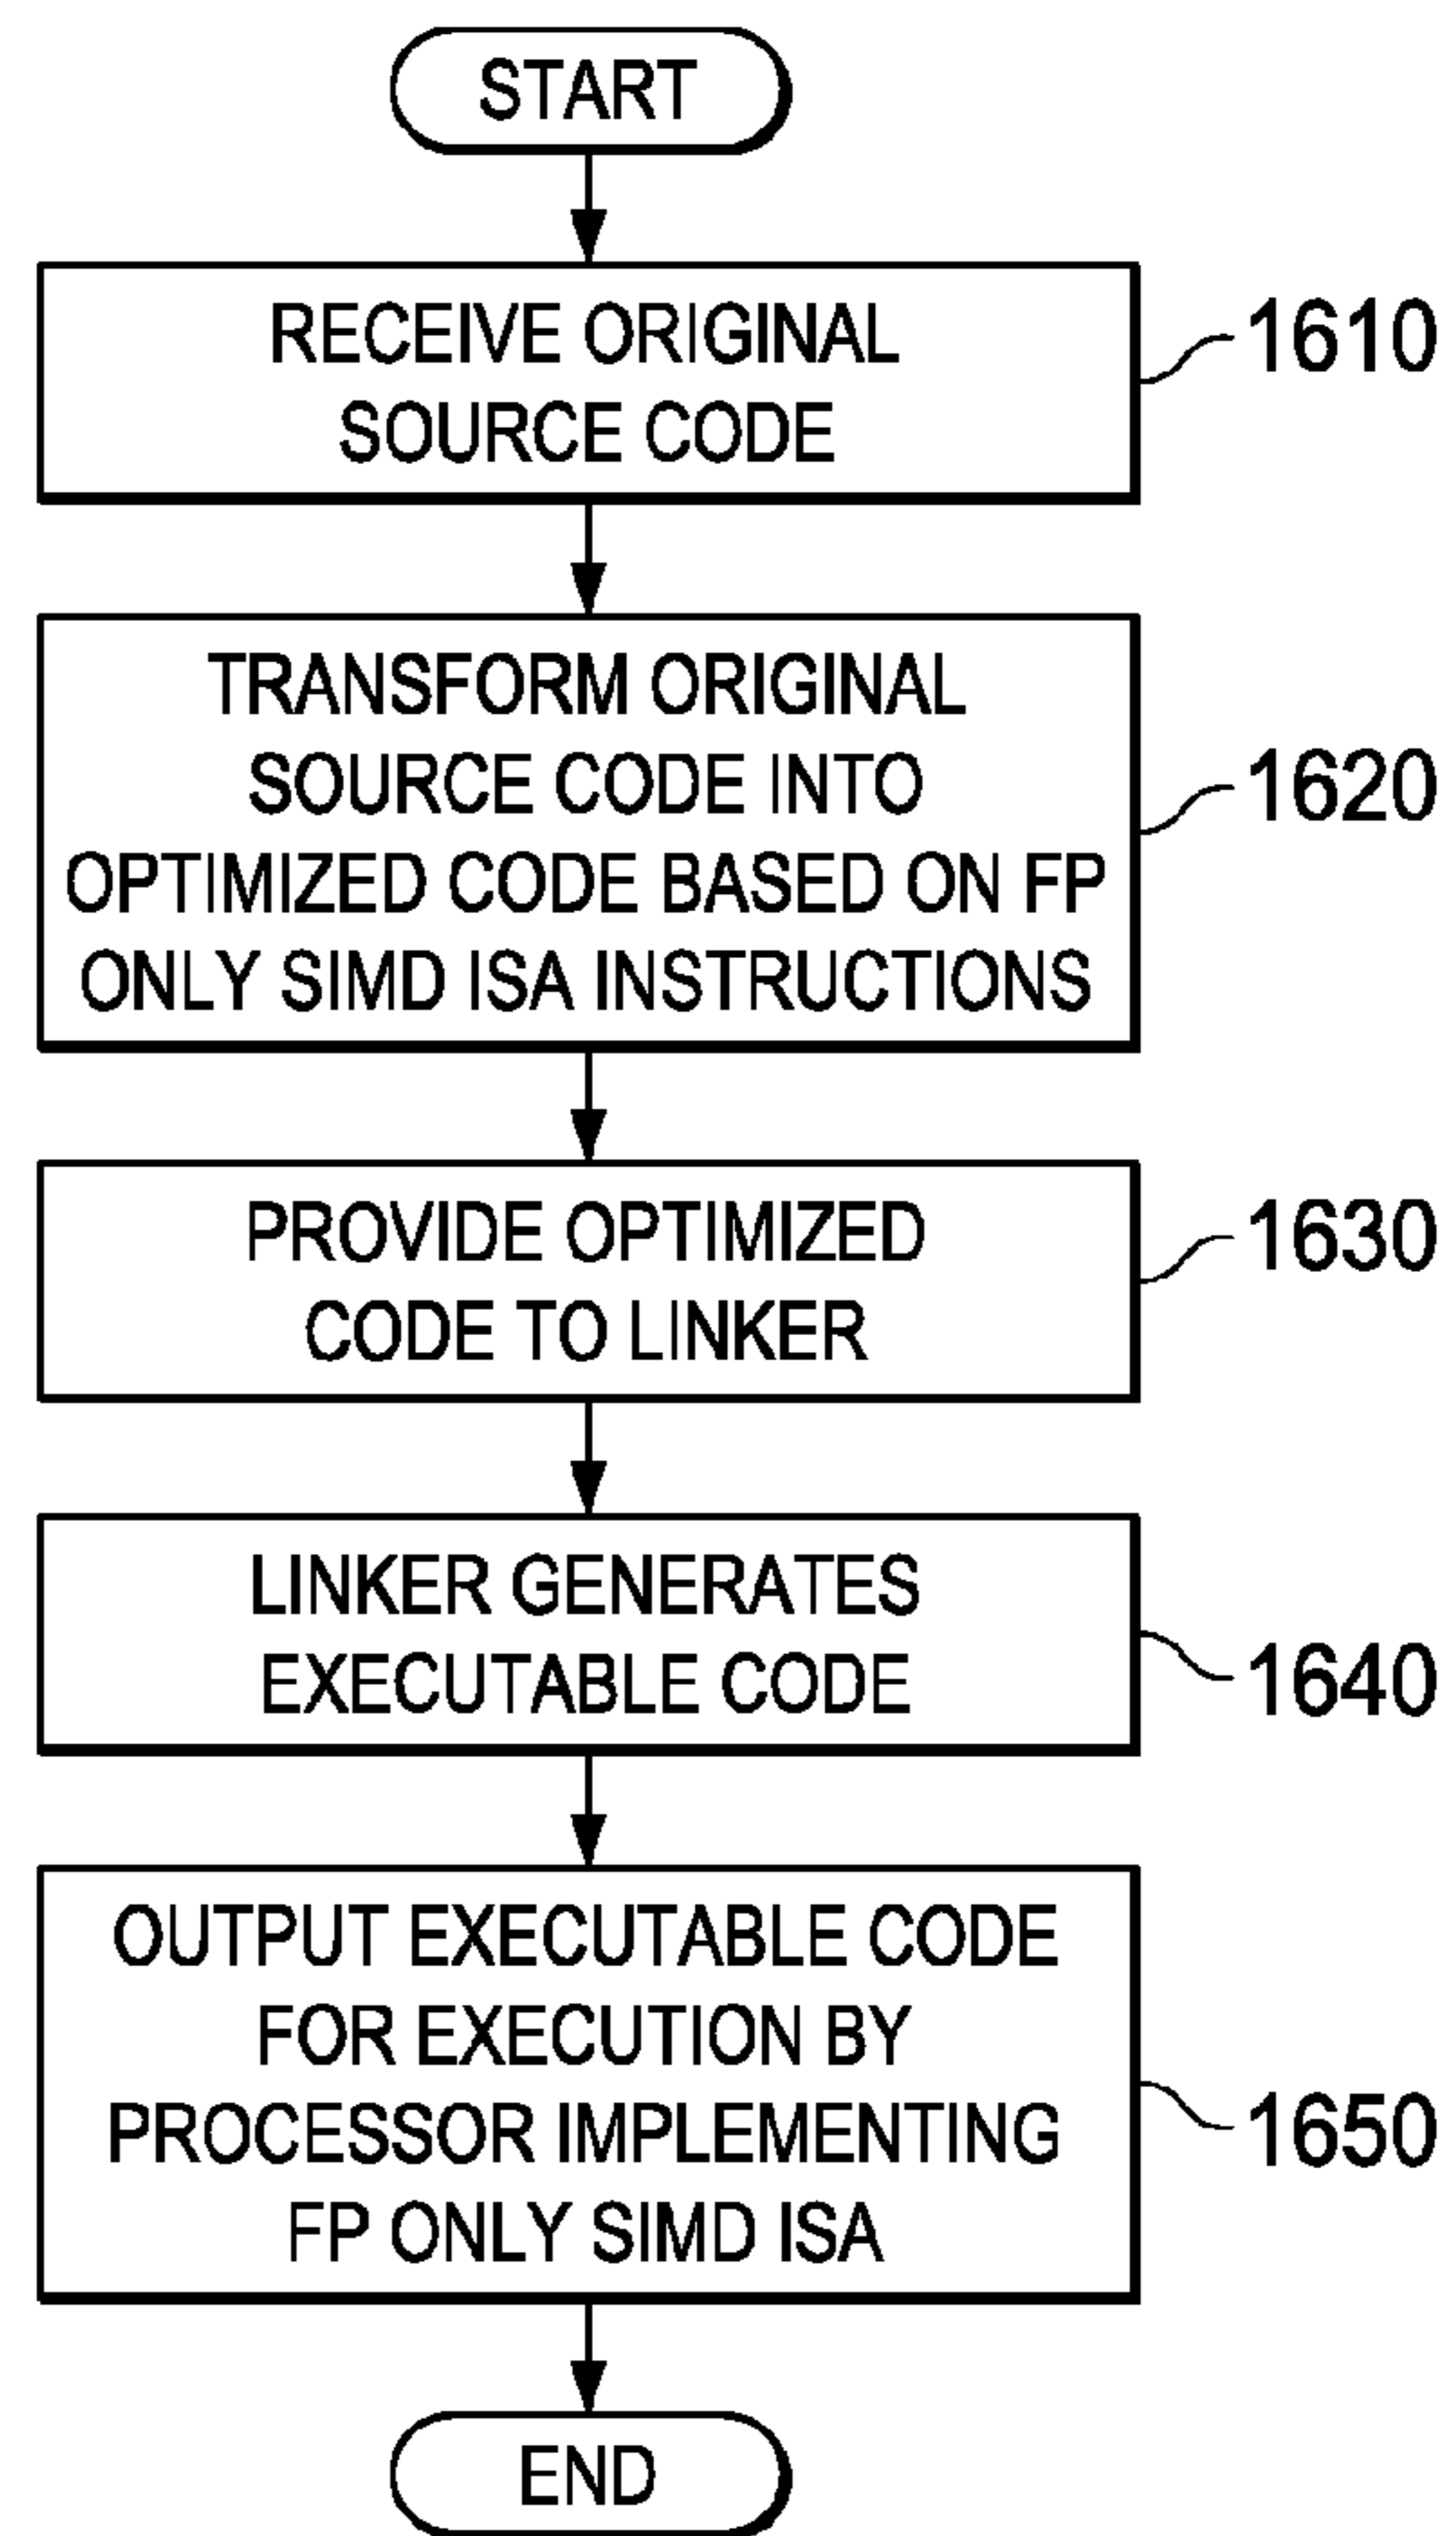 START
RECEIVE ORIGINAL
SOURCE CODE
1610
TRANSFORM ORIGINAL
SOURCE CODE INTO
OPTIMIZED CODE BASED ON FP
ONLY SIMD ISA INSTRUCTIONS
1620
PROVIDE OPTIMIZED
CODE TO LINKER
1630
LINKER GENERATES
EXECUTABLE CODE
1640
OUTPUT EXECUTABLE CODE
FOR EXECUTION BY
PROCESSOR IMPLEMENTING
FP ONLY SIMD ISA
1650
END